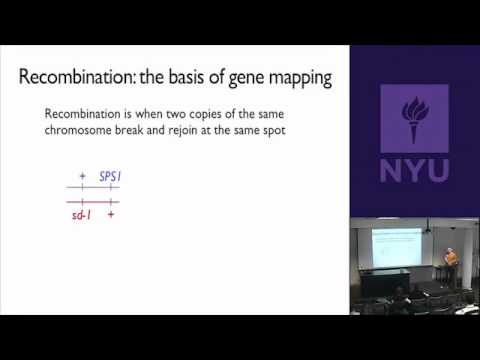 Recombination: the basis of gene mapping
Recombination is when two copies of the same
chromosome break and rejoin at the same spot
+ SPS1
sd-1 +
NYU